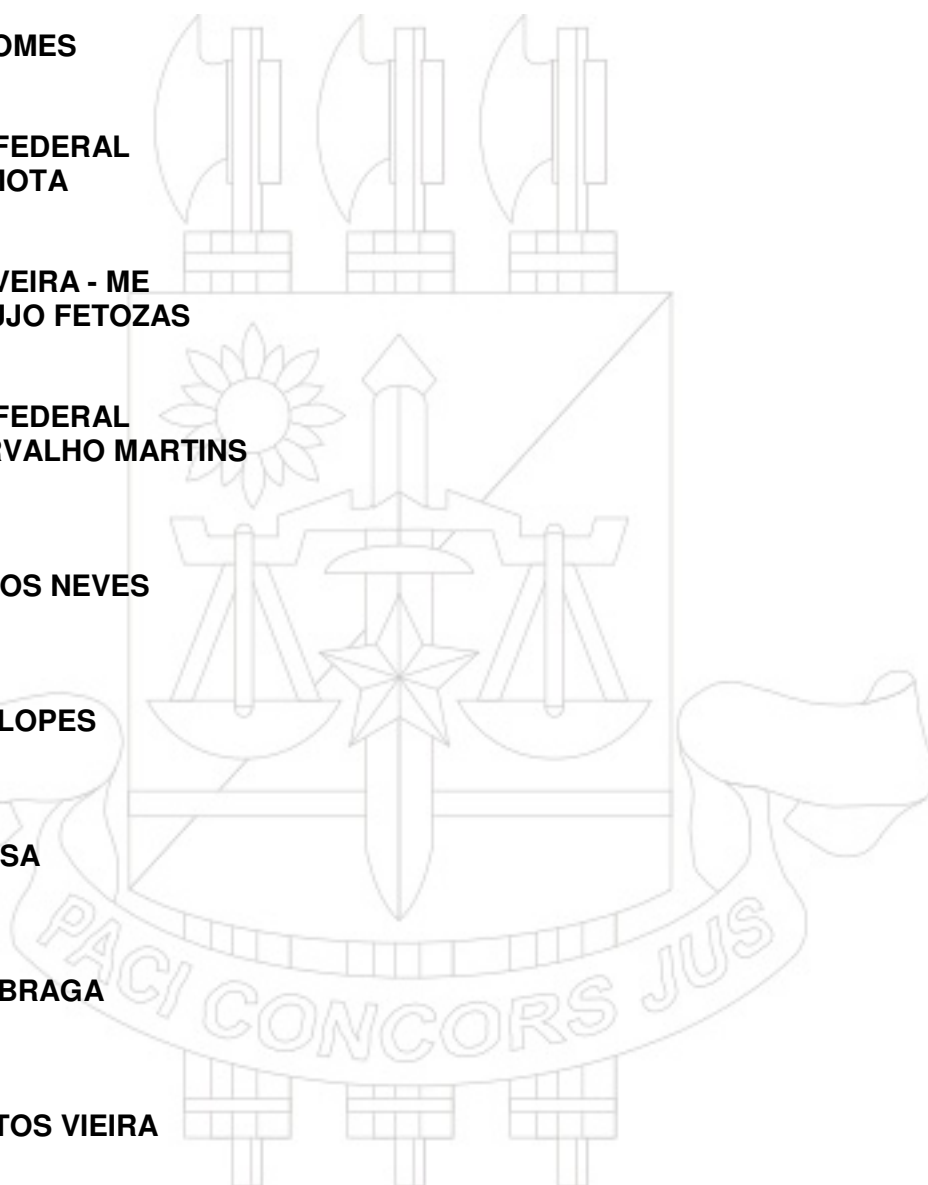 OMES
FEDERAL
MOTA
VEIRA - ME
UJO FETOZAS
FEDERAL
RVALHO MARTINS
OS NEVES
LOPES
SA
BRAGA
TOS VIEIRA
PACI CONCORS JUS